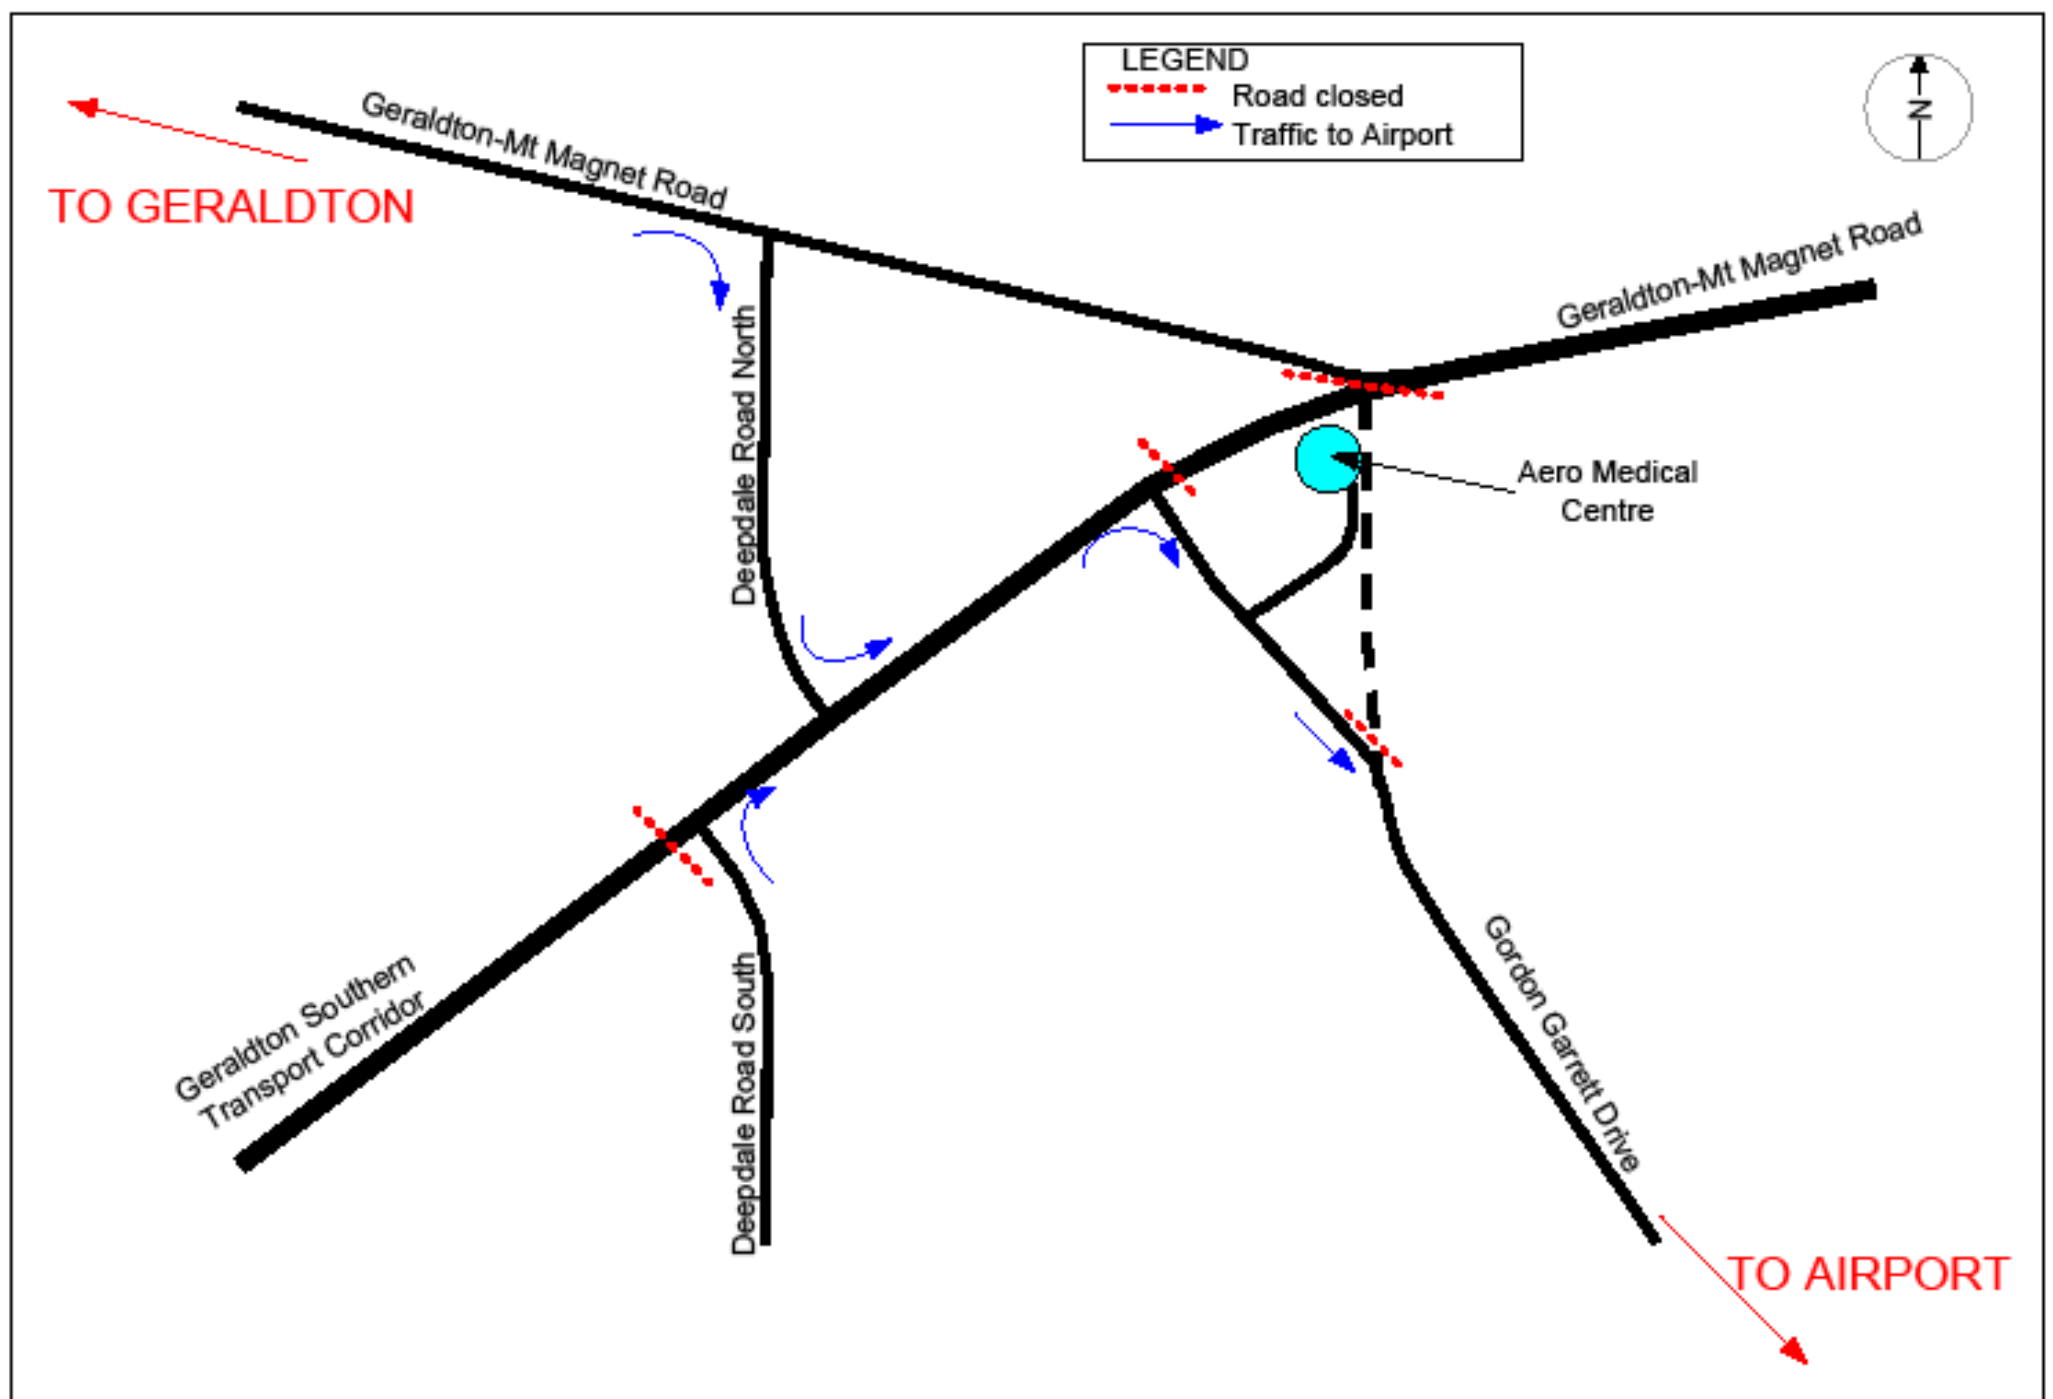 LEGEND
Road closed
Traffic to Airport
N
Geraldton-Mt Magnet Road
TO GERALDTON
Geraldton-Mt Magnet Road
Deepdale Road North
Aero Medical
Centre
Geraldton Southern
Transport Corridor
Deepdale Road South
Gordon Garrett Drive
TO AIRPORT